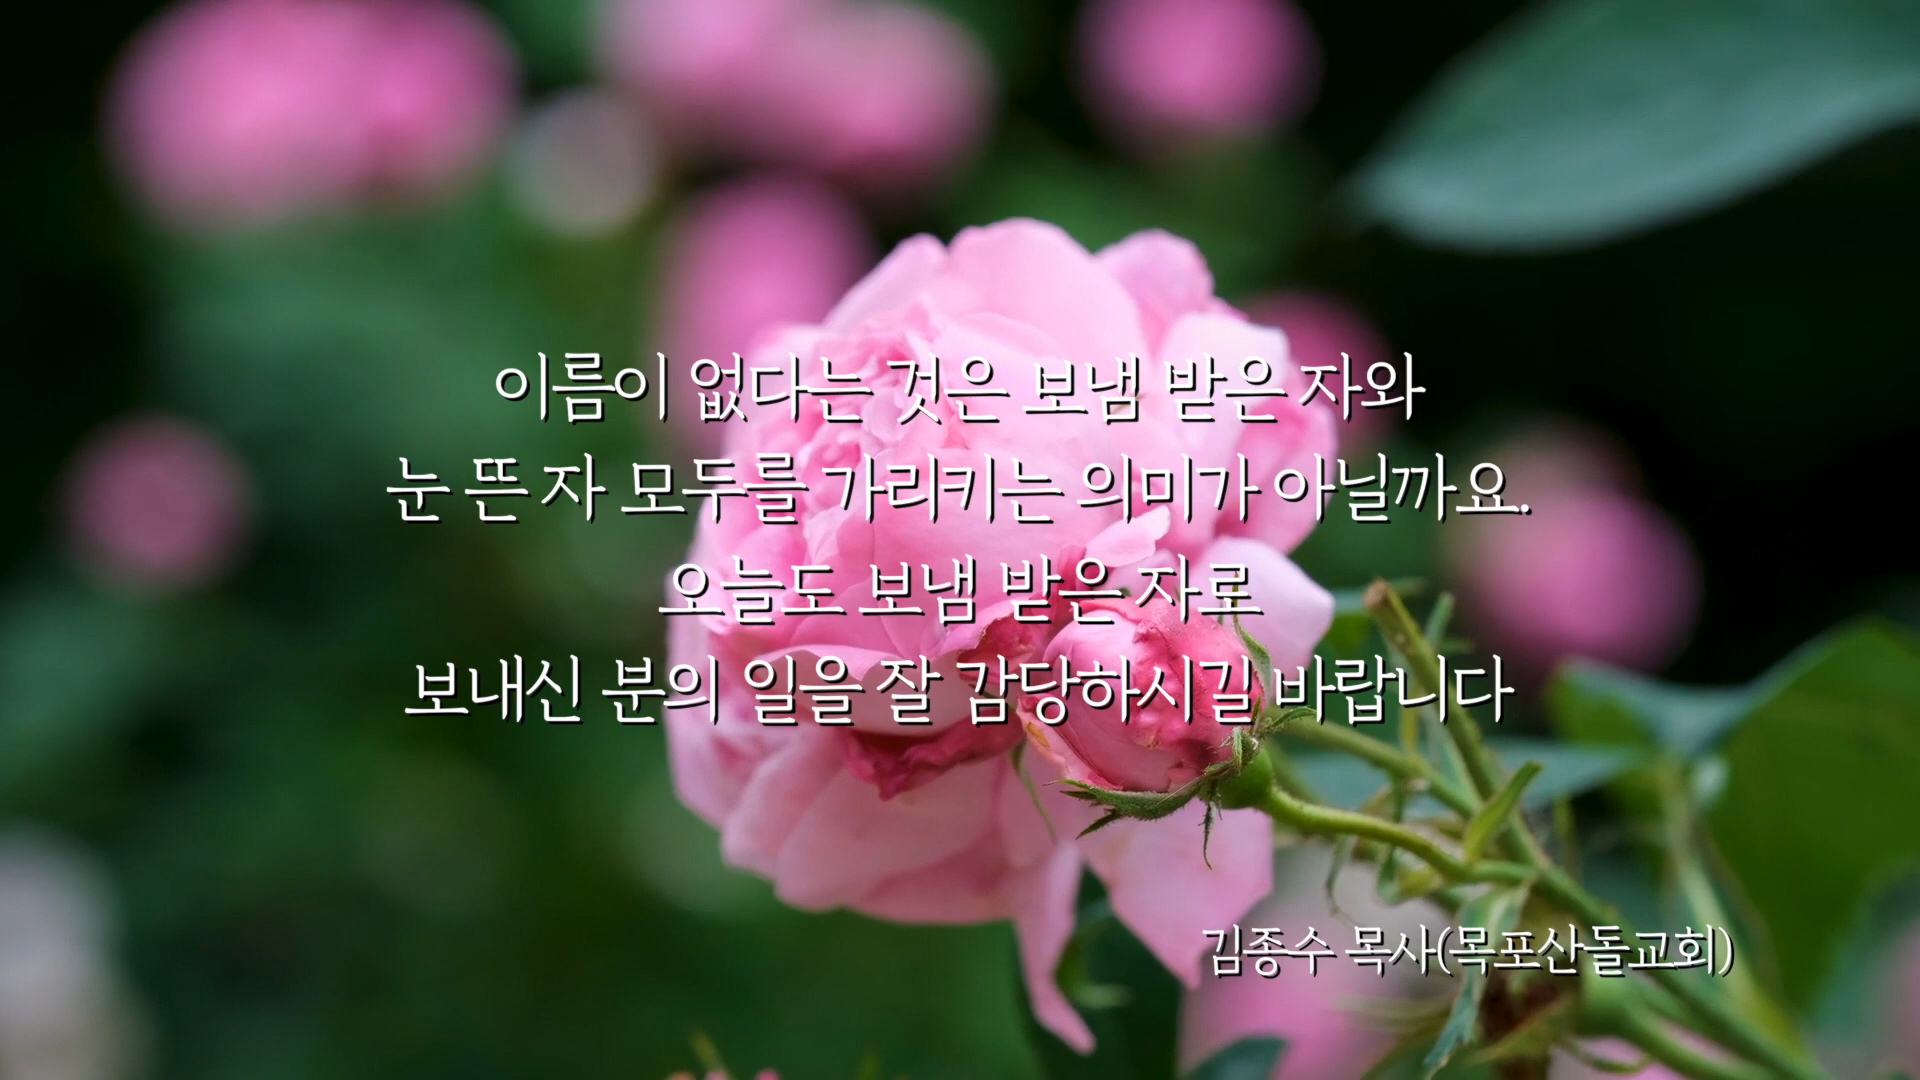 이름이 없다는 것은 보냄 받은 자와
눈 뜬 자 모두를 가리키는 의미가 아닐까요.
오늘도 보냄 받은 자로
보내신 분의 일을 잘 감당하시길 바랍니다
김종수 목사(목포산돌교회)